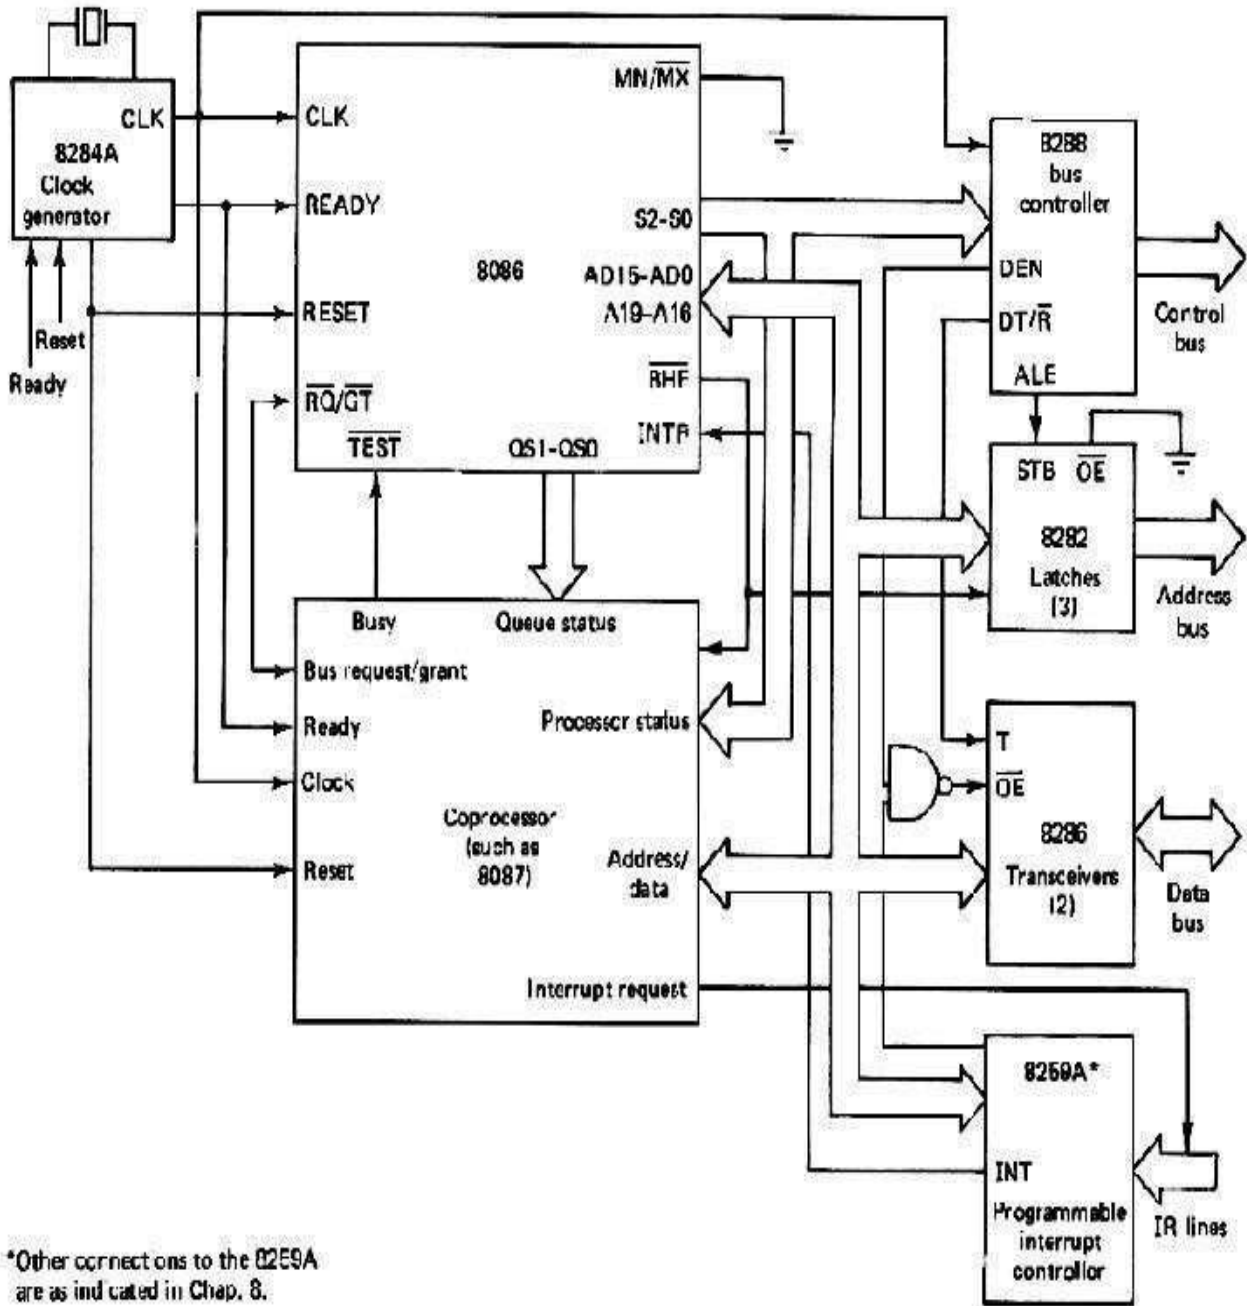 CLK
8284A
Clock
generator
Reset
Ready
CLK
READY
RESET
RQ/GT
TEST
QS1-QS0
8086
MN/MX
S2-S0
AD15-AD0
A19-A16
BHE
INTR
8288
bus
controller
DEN
DT/R
ALE
Control
bus
STB OE
8282
Latches
(3)
Address
bus
Busy
Queue status
Bus request/grant
Ready
Clock
Reset
Processor status
Coprocessor
(such as
8087)
Address/
data
Interrupt request
T
OE
8286
Transceivers
(2)
Data
bus
8259A*
INT
Programmable
interrupt
controller
IR lines
*Other connections to the 8259A
are as indicated in Chap. 8.